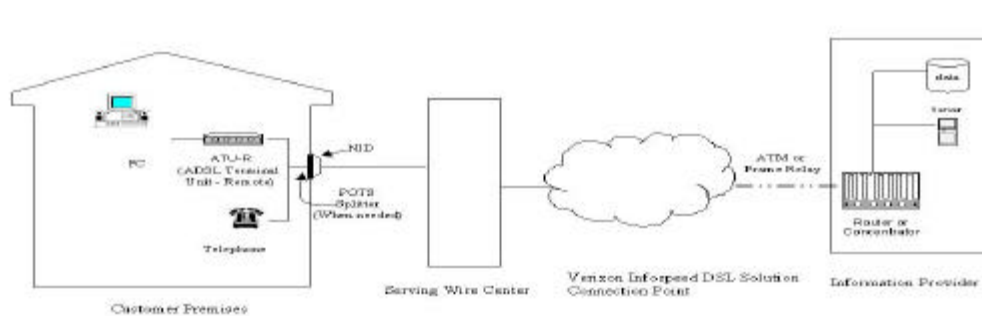 PC
ATU-R
(ADSL Terminal
Unit - Remote)
Telephone
NID
POTS
Splitter
(When needed)
Customer Premises
Serving Wire Center
Verizon Infospeed DSL Solution
Connection Point
ATM or
Frame Relay
data
Server
Router or
Concentrator
Information Provider